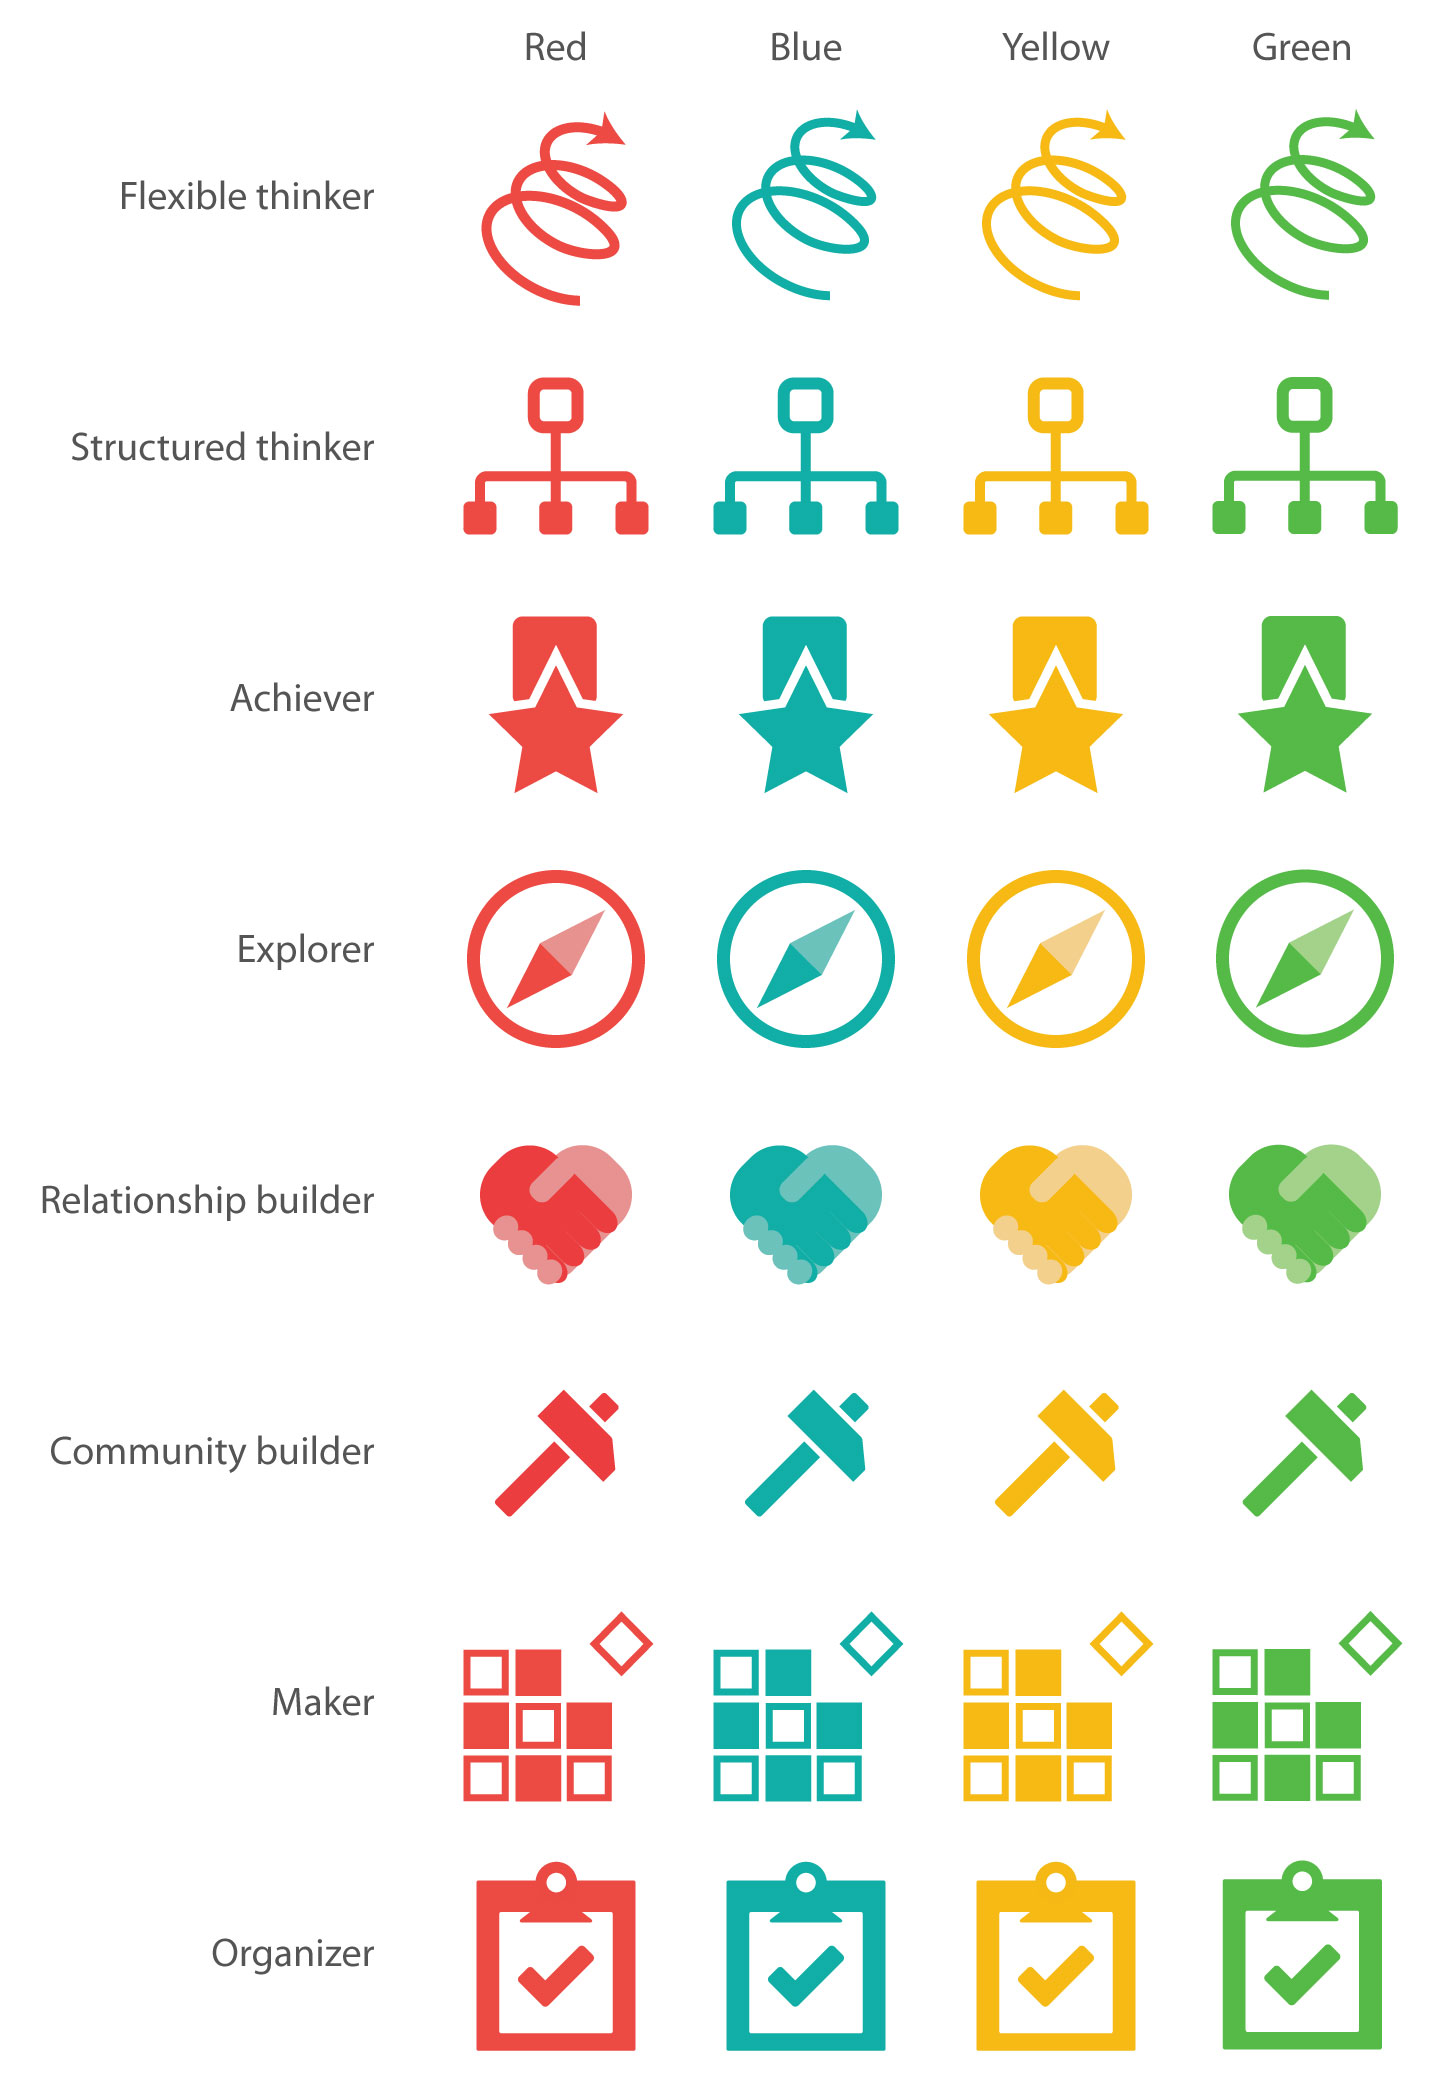 Red Blue Yellow Green
Flexible thinker
Structured thinker
Achiever
Explorer
Relationship builder
Community builder
Maker
Organizer